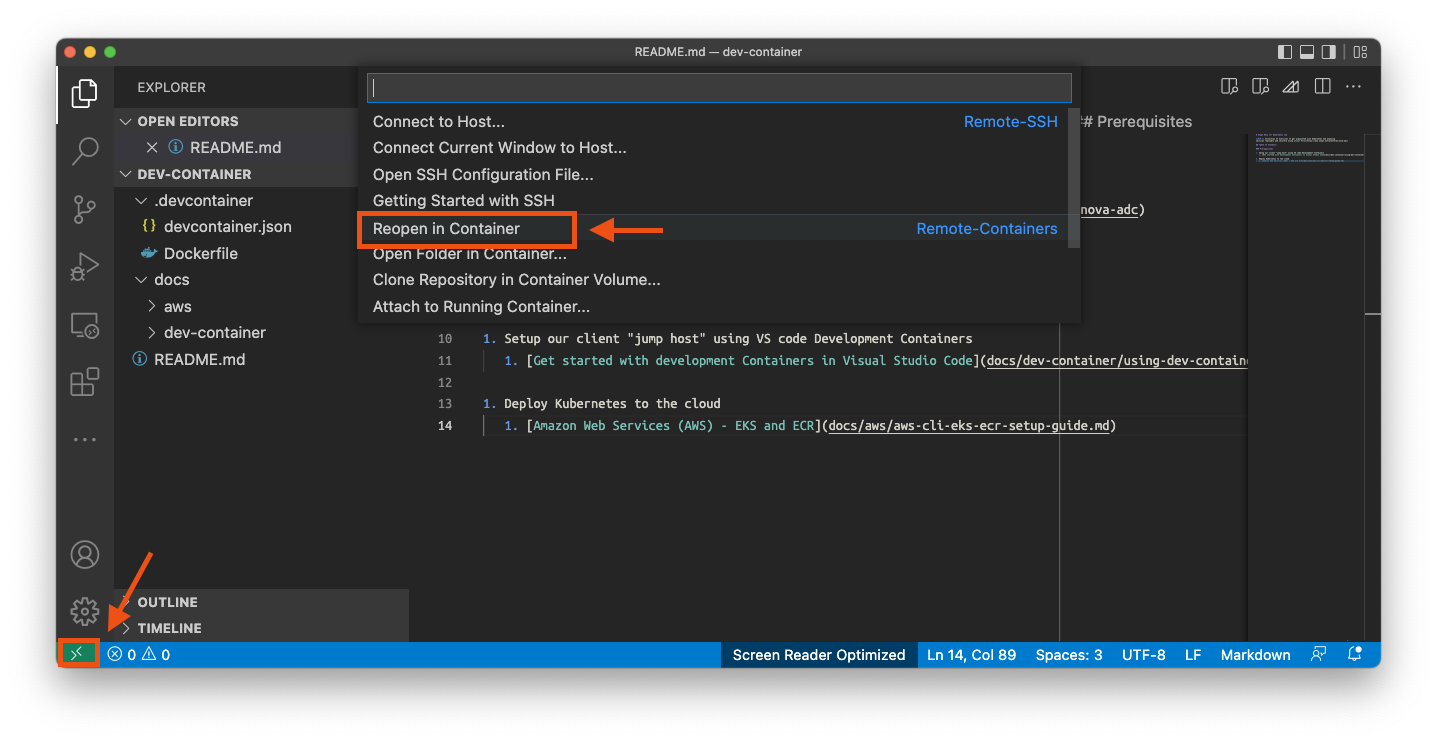 README.md — dev-container
EXPLORER
OPEN EDITORS
README.md
DEV-CONTAINER
.devcontainer
{} devcontainer.json
Dockerfile
docs
aws
dev-container
README.md
OUTLINE
TIMELINE
Connect to Host... Remote-SSH
Connect Current Window to Host...
Open SSH Configuration File...
Getting Started with SSH
Reopen in Container Remote-Containers
Open Folder in Container...
Clone Repository in Container Volume...
Attach to Running Container...
## Prerequisites
nova-adc)
10 1. Setup our client "jump host" using VS code Development Containers
11 1. [Get started with development Containers in Visual Studio Code](docs/dev-container/using-dev-contain
12
13 1. Deploy Kubernetes to the cloud
14 1. [Amazon Web Services (AWS) - EKS and ECR](docs/aws/aws-cli-eks-ecr-setup-guide.md)
0 0 Screen Reader Optimized Ln 14, Col 89 Spaces: 3 UTF-8 LF Markdown